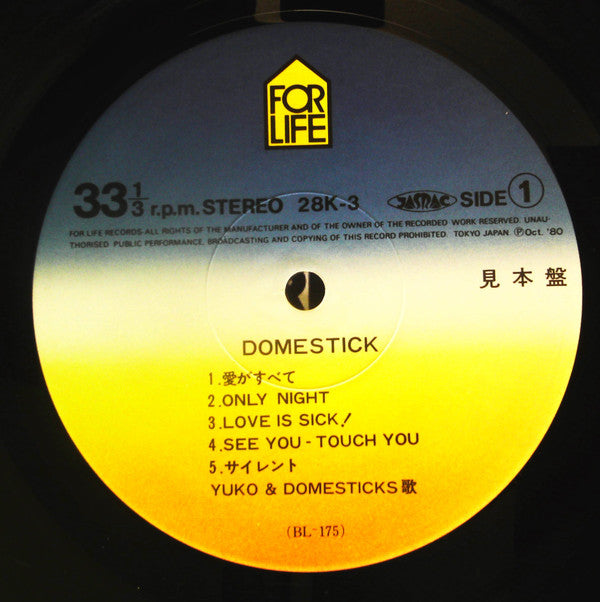 FOR
LIFE
33 1/3 r.p.m. STEREO 28K-3 JASRAC SIDE 1
FOR LIFE RECORDS-ALL RIGHTS OF THE MANUFACTURER AND OF THE OWNER OF THE RECORDED WORK RESERVED. UNAU-
THORISED PUBLIC PERFORMANCE, BROADCASTING AND COPYING OF THIS RECORD PROHIBITED. TOKYO JAPAN. ℗Oct. '80
見本盤
DOMESTICK
1.愛がすべて
2.ONLY NIGHT
3.LOVE IS SICK!
4.SEE YOU - TOUCH YOU
5.サイレント
YUKO & DOMESTICKS歌
(BL-175)